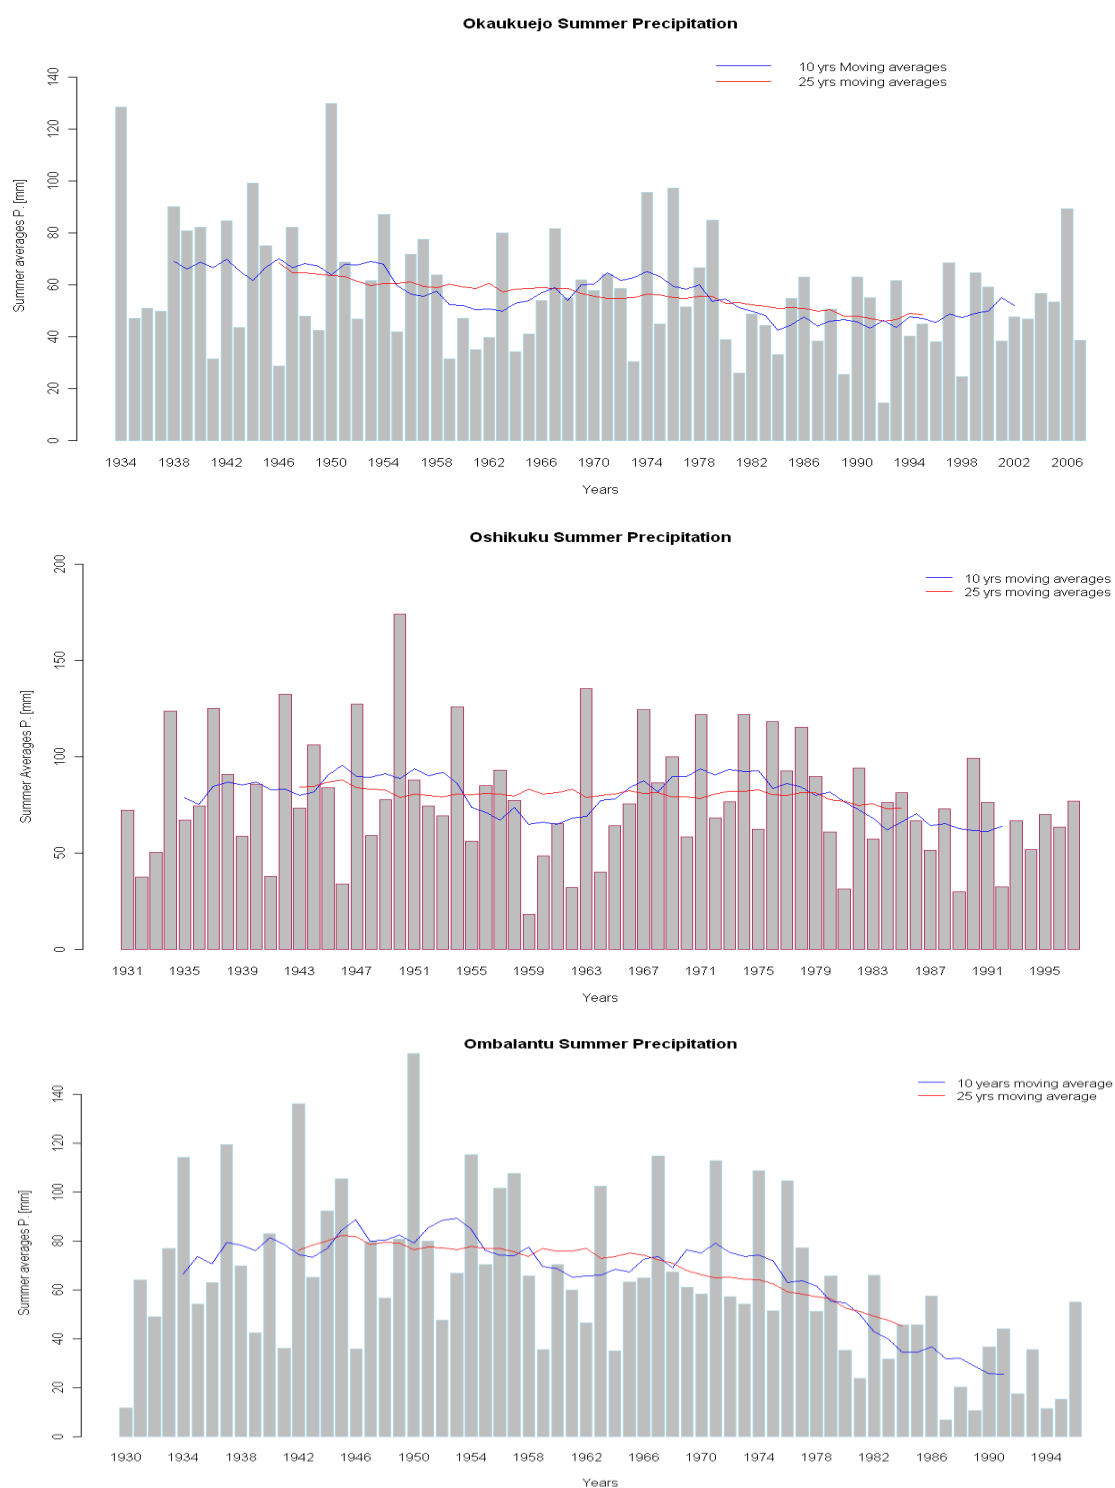 Okaukuejo Summer Precipitation
10 yrs Moving averages
25 yrs moving averages
Summer averages P. [mm]
0 20 40 60 80 100 120 140
1934 1938 1942 1946 1950 1954 1958 1962 1966 1970 1974 1978 1982 1986 1990 1994 1998 2002 2006
Years
Oshikuku Summer Precipitation
10 yrs moving averages
25 yrs moving averages
Summer Averages P. [mm]
0 50 100 150 200
1931 1935 1939 1943 1947 1951 1955 1959 1963 1967 1971 1975 1979 1983 1987 1991 1995
Years
Ombalantu Summer Precipitation
10 years moving average
25 yrs moving average
Summer averages P. [mm]
0 20 40 60 80 100 120 140
1930 1934 1938 1942 1946 1950 1954 1958 1962 1966 1970 1974 1978 1982 1986 1990 1994
Years